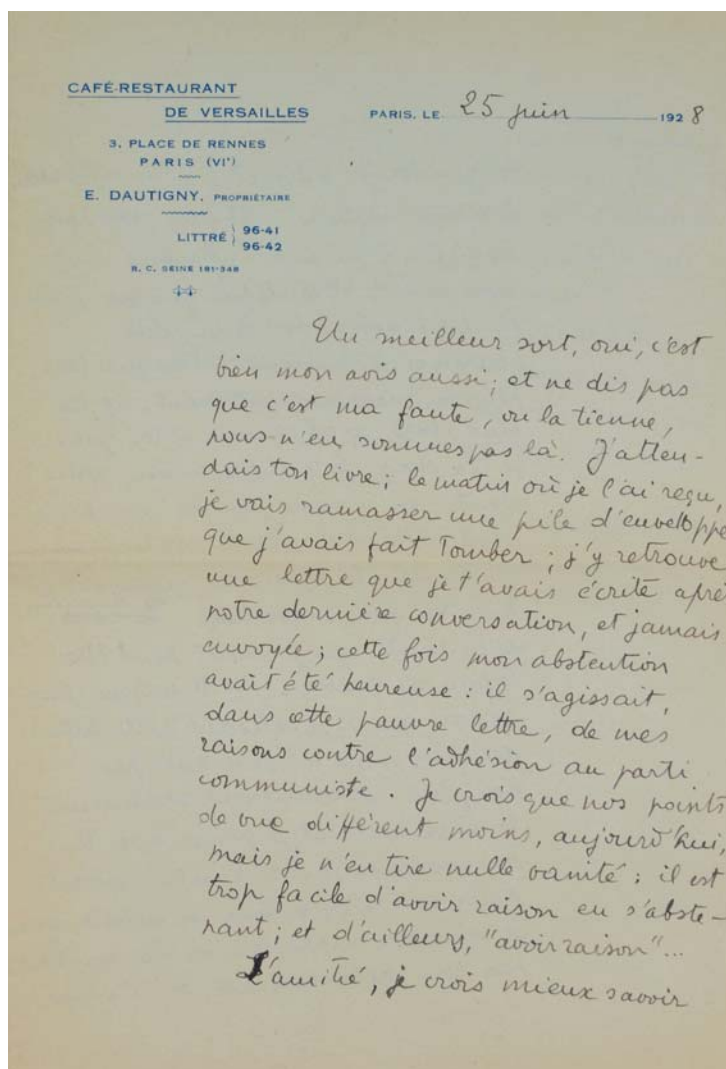 CAFÉ-RESTAURANT
DE VERSAILLES
PARIS, LE 25 juin 1928
3, PLACE DE RENNES
PARIS (VIᵉ)
E. DAUTIGNY, PROPRIÉTAIRE
LITTRÉ 96-41
96-42
R. C. SEINE 191-348
Un meilleur sort, oui, c'est
bien mon avis aussi ; et ne dis pas
que c'est ma faute, ou la tienne,
nous n'en sommes pas là. J'atten-
dais ton livre ; le matin où je l'ai reçu,
je vais ramasser une pile d'enveloppe
que j'avais fait tomber ; j'y retrouve
une lettre que je t'avais écrite aprè
notre dernière conversation, et jamais
envoyée ; cette fois mon abstention
avait été heureuse : il s'agissait,
dans cette pauvre lettre, de mes
raisons contre l'adhésion au parti
communiste. Je crois que nos points
de vue diffèrent moins, aujourd'hui,
mais je n'en tire nulle vanité ; il est
trop facile d'avoir raison en s'abste-
nant ; et d'ailleurs, "avoir raison"...
L'amitié, je crois mieux savoir